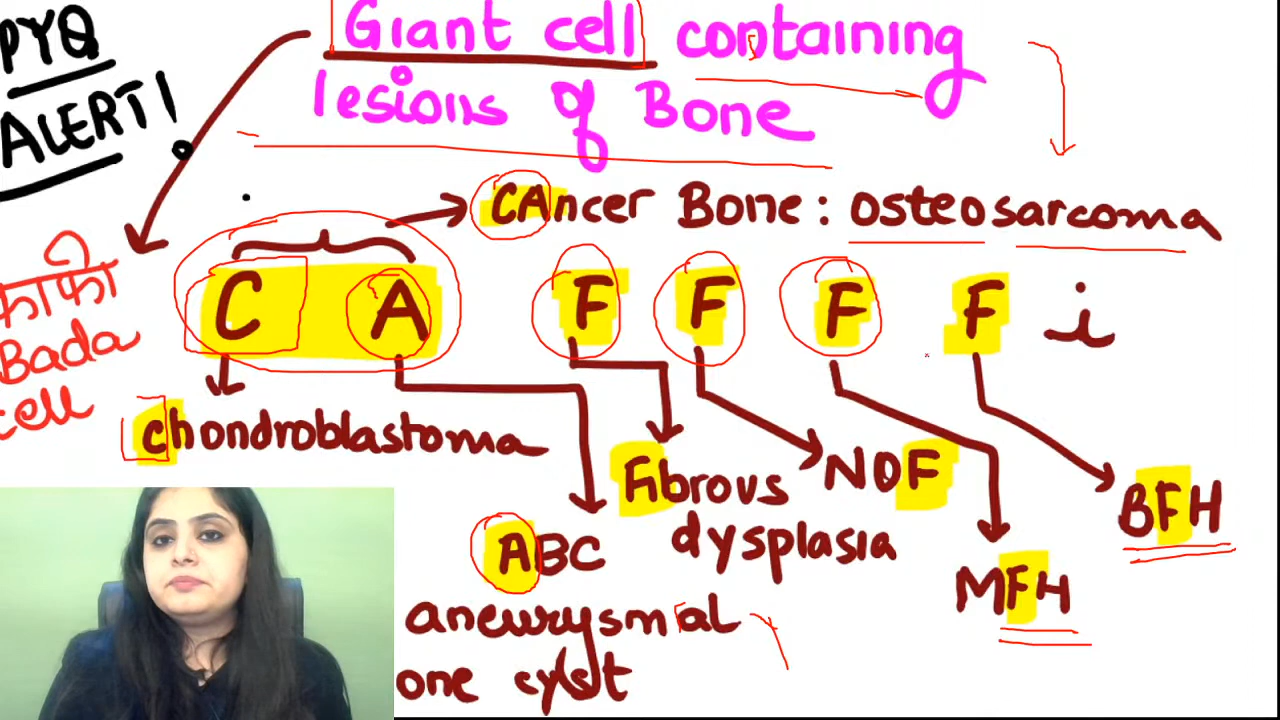 PYQ
ALERT!
Giant cell containing
lesions of Bone
CAncer Bone: osteosarcoma
काफी
Bada
cell
C A F F F F i
chondroblastoma
Fibrous
dysplasia
NOF
BFH
MFH
ABC
aneurysmal
one cyst